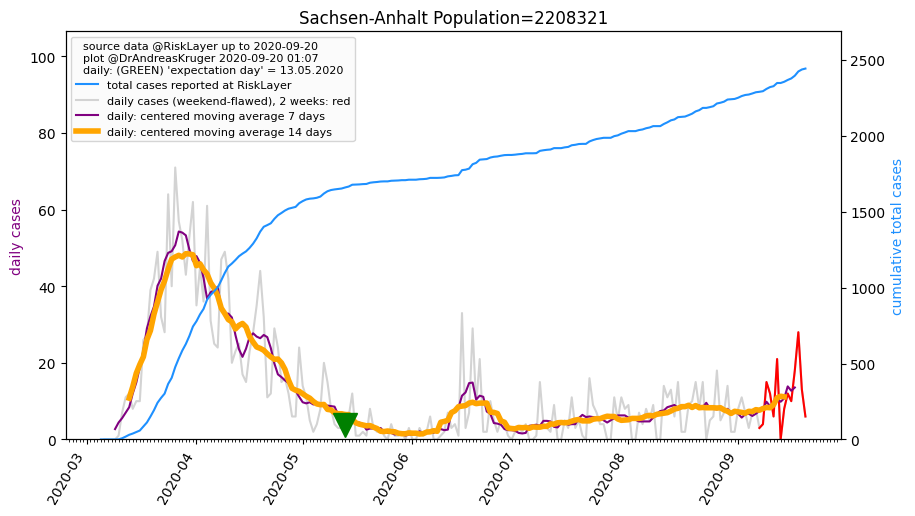 Sachsen-Anhalt Population=2208321
source data @RiskLayer up to 2020-09-20
plot @DrAndreasKruger 2020-09-20 01:07
daily: (GREEN) 'expectation day' = 13.05.2020
total cases reported at RiskLayer
daily cases (weekend-flawed), 2 weeks: red
daily: centered moving average 7 days
daily: centered moving average 14 days
daily cases
100
80
60
40
20
0
cumulative total cases
2500
2000
1500
1000
500
0
2020-03
2020-04
2020-05
2020-06
2020-07
2020-08
2020-09